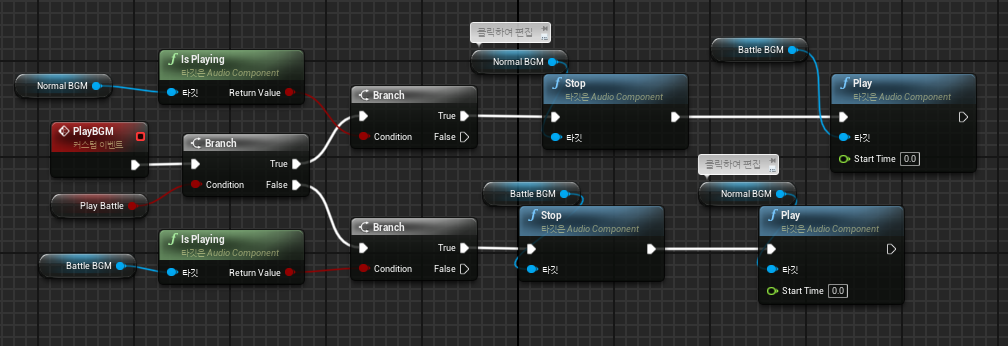 클릭하여 편집
Normal BGM
Battle BGM
Is Playing
타깃은 Audio Component
타깃
Return Value
Normal BGM
Stop
타깃은 Audio Component
타깃
Play
타깃은 Audio Component
타깃
Start Time 0.0
Branch
True
Condition
False
PlayBGM
커스텀 이벤트
Branch
True
Condition
False
Play Battle
클릭하여 편집
Battle BGM
Normal BGM
Is Playing
타깃은 Audio Component
타깃
Return Value
Battle BGM
Branch
True
Condition
False
Stop
타깃은 Audio Component
타깃
Play
타깃은 Audio Component
타깃
Start Time 0.0